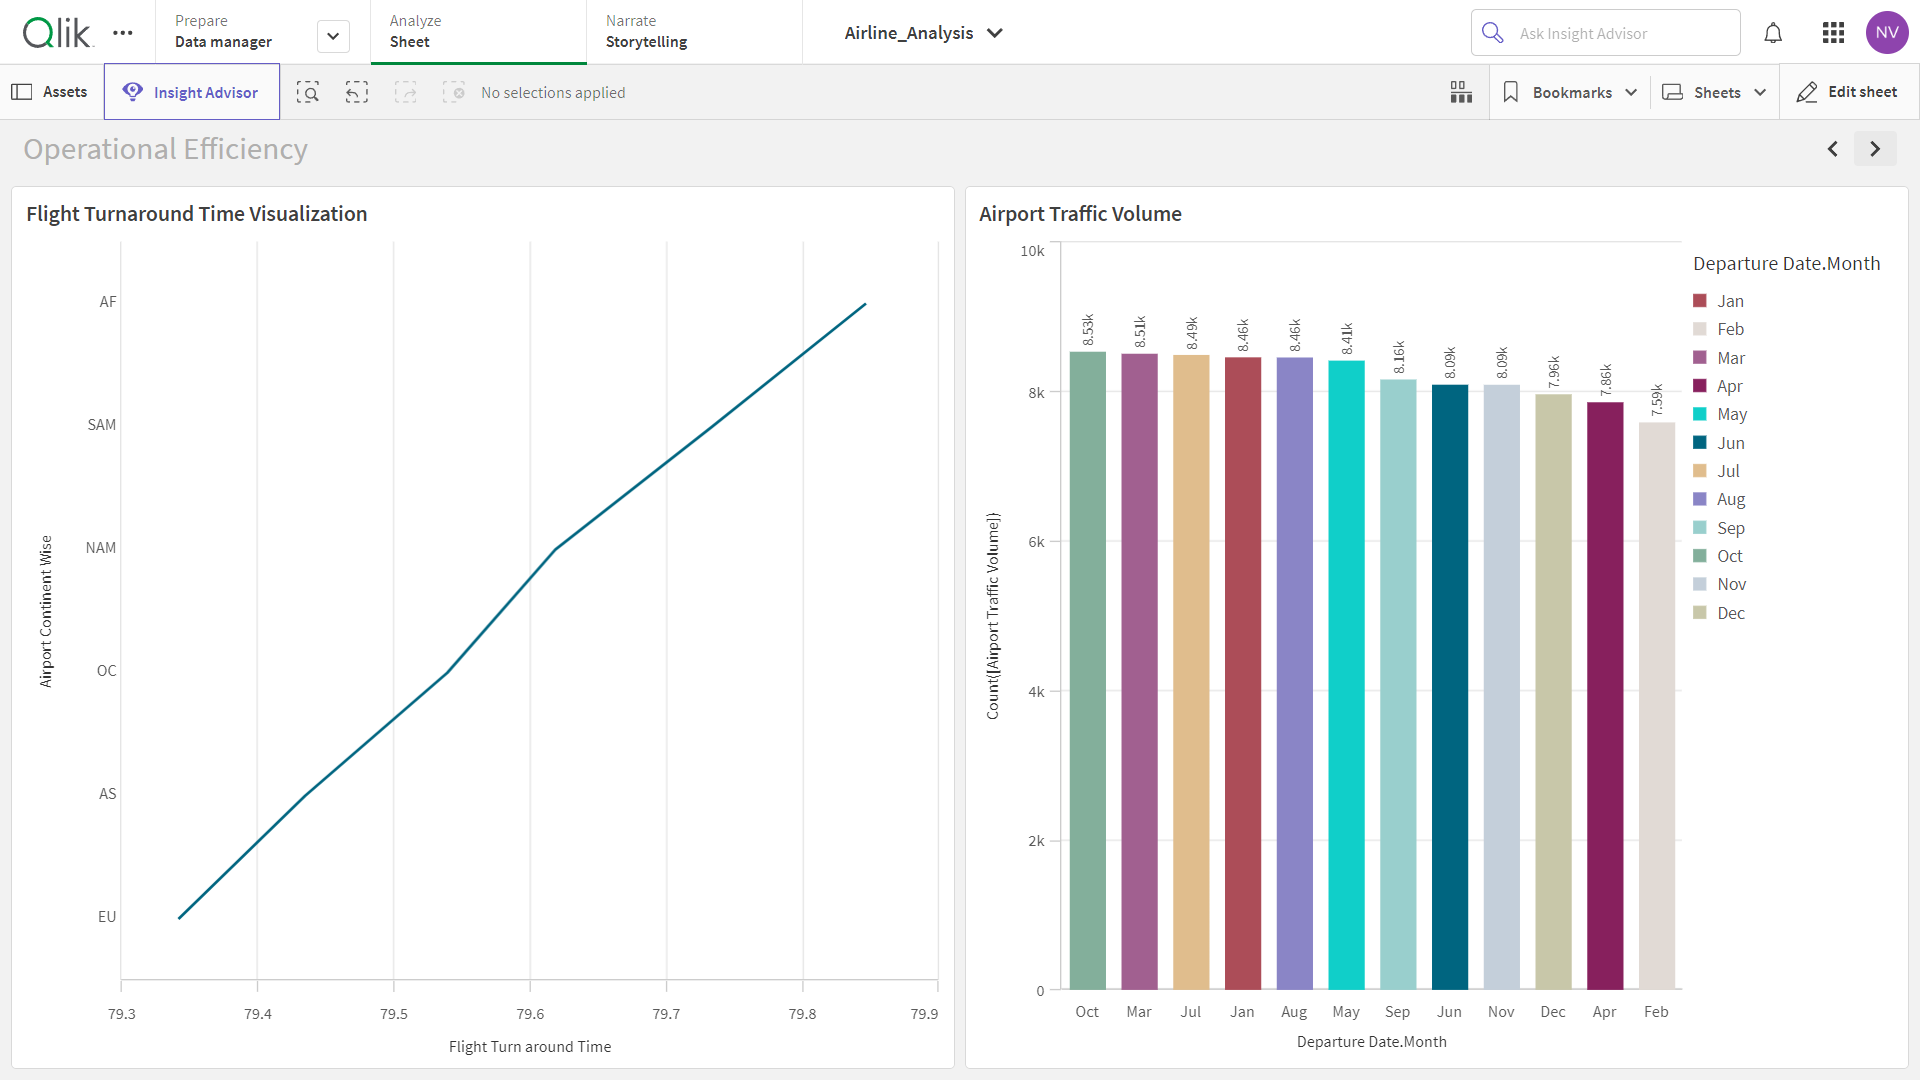 Qlik
Prepare
Data manager
Analyze
Sheet
Narrate
Storytelling
Airline_Analysis
Ask Insight Advisor
NV
Assets
Insight Advisor
No selections applied
Bookmarks
Sheets
Edit sheet
Operational Efficiency
Flight Turnaround Time Visualization
AF
SAM
NAM
OC
AS
EU
Airport Continent Wise
79.3
79.4
79.5
79.6
79.7
79.8
79.9
Flight Turn around Time
Airport Traffic Volume
10k
8k
6k
4k
2k
0
Count([Airport Traffic Volume])
8.53k
8.51k
8.49k
8.46k
8.46k
8.41k
8.16k
8.09k
8.09k
7.96k
7.86k
7.59k
Oct
Mar
Jul
Jan
Aug
May
Sep
Jun
Nov
Dec
Apr
Feb
Departure Date.Month
Departure Date.Month
Jan
Feb
Mar
Apr
May
Jun
Jul
Aug
Sep
Oct
Nov
Dec